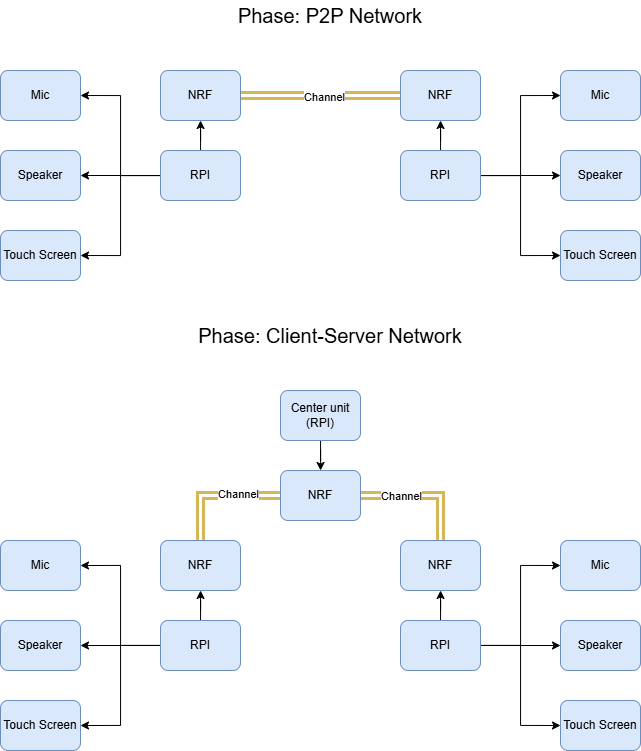 Phase: P2P Network
Mic
NRF
Channel
NRF
Mic
Speaker
RPI
RPI
Speaker
Touch Screen
Touch Screen
Phase: Client-Server Network
Center unit
(RPI)
Channel
NRF
Channel
Mic
NRF
NRF
Mic
Speaker
RPI
RPI
Speaker
Touch Screen
Touch Screen